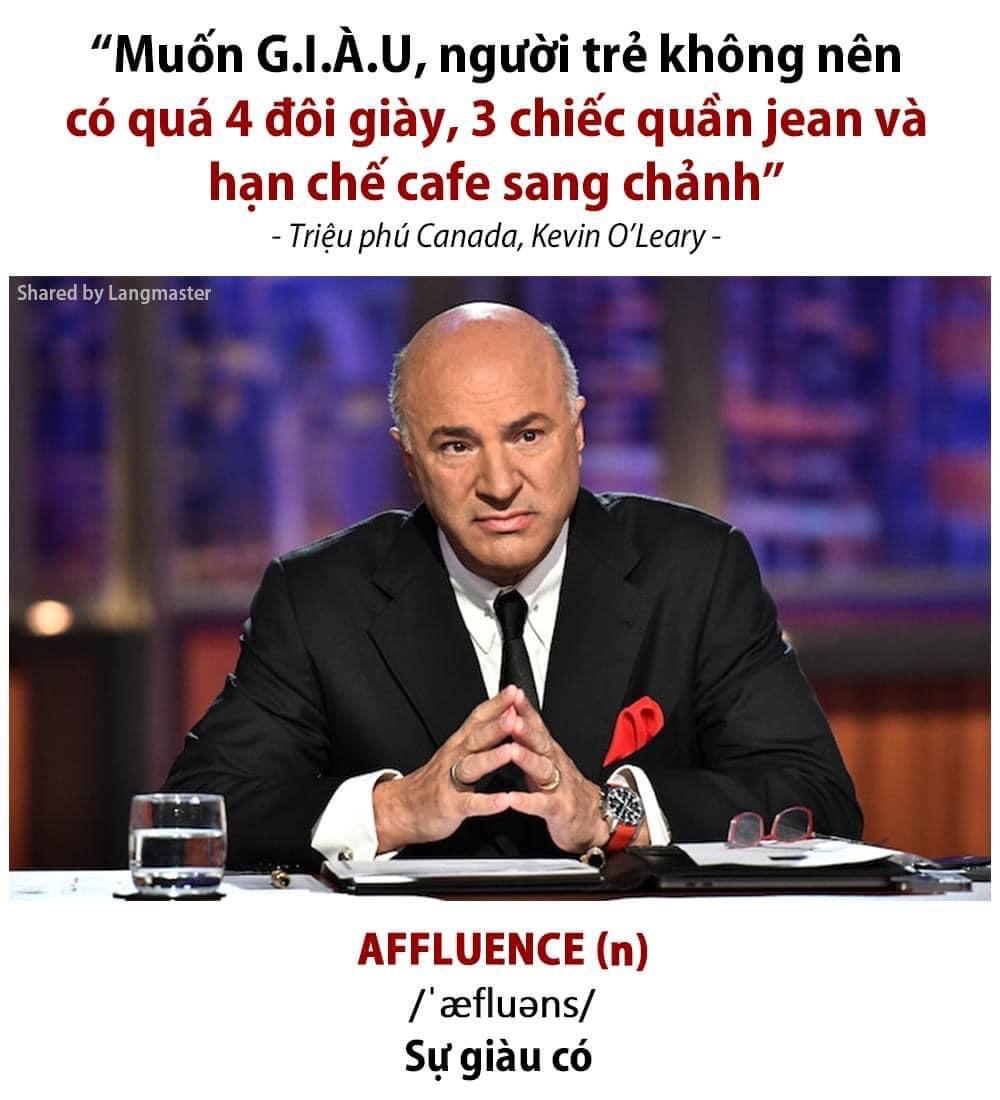 “Muốn G.I.À.U, người trẻ không nên
có quá 4 đôi giày, 3 chiếc quần jean và
hạn chế cafe sang chảnh”
- Triệu phú Canada, Kevin O’Leary -
Shared by Langmaster
AFFLUENCE (n)
/ˈæfluəns/
Sự giàu có